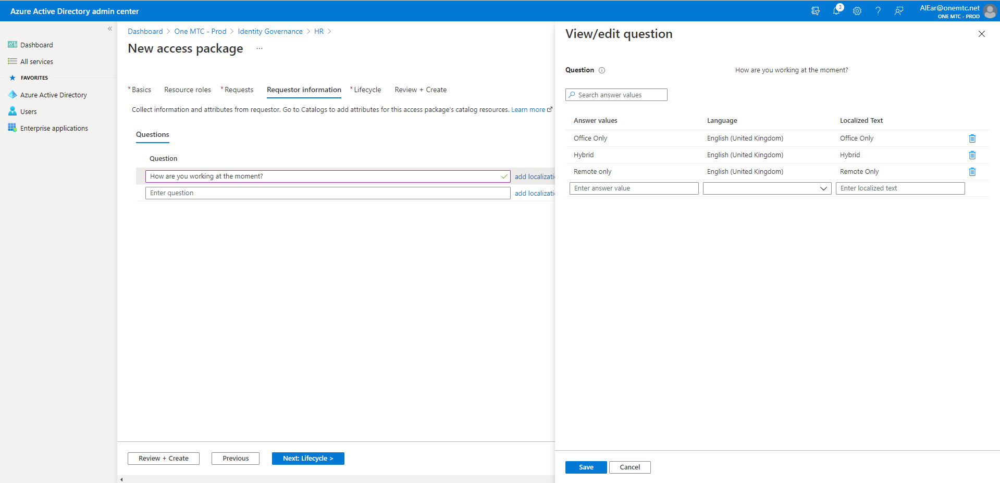 Azure Active Directory admin center
3
AlEar@onemtc.net
ONE MTC - PROD
«
Dashboard
All services
FAVORITES
Azure Active Directory
Users
Enterprise applications
Dashboard > One MTC - Prod > Identity Governance > HR >
New access package ...
* Basics Resource roles * Requests Requestor information * Lifecycle Review + Create
Collect information and attributes from requestor. Go to Catalogs to add attributes for this access package's catalog resources. Learn more
Questions
Question
How are you working at the moment? add localizati
Enter question add localizati
Review + Create Previous Next: Lifecycle >
View/edit question
Question How are you working at the moment?
Search answer values
Answer values Language Localized Text
Office Only English (United Kingdom) Office Only
Hybrid English (United Kingdom) Hybrid
Remote only English (United Kingdom) Remote Only
Enter answer value Enter localized text
Save Cancel